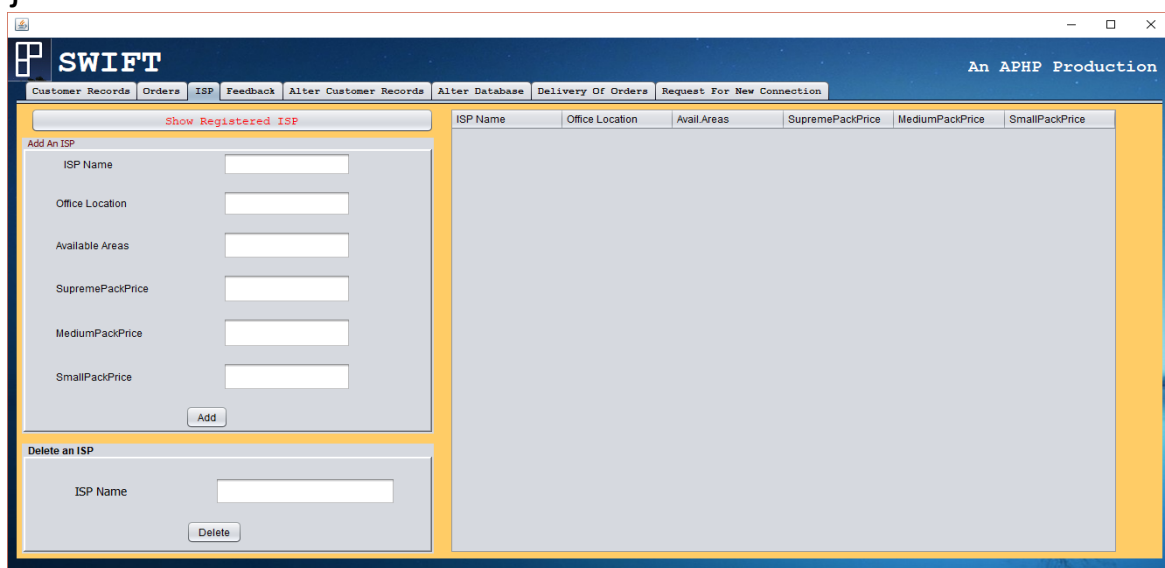 }
SWIFT
An APHP Production
Customer Records Orders ISP Feedback Alter Customer Records Alter Database Delivery Of Orders Request For New Connection
Show Registered ISP
Add An ISP
ISP Name
Office Location
Available Areas
SupremePackPrice
MediumPackPrice
SmallPackPrice
Add
Delete an ISP
ISP Name
Delete
ISP Name Office Location Avail.Areas SupremePackPrice MediumPackPrice SmallPackPrice